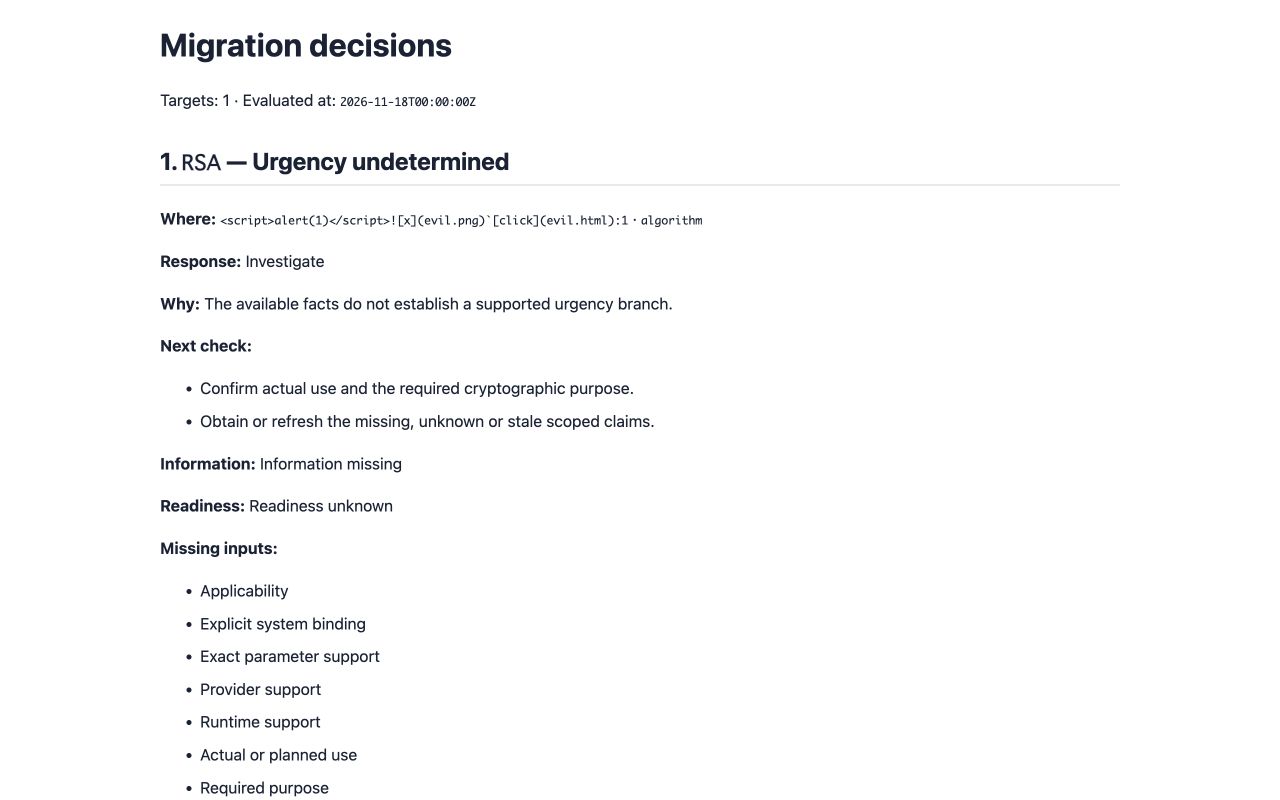 Migration decisions
Targets: 1 · Evaluated at: 2026-11-18T00:00:00Z
1. RSA — Urgency undetermined
Where: <script>alert(1)</script>![x](evil.png)`[click](evil.html):1 · algorithm
Response: Investigate
Why: The available facts do not establish a supported urgency branch.
Next check:
• Confirm actual use and the required cryptographic purpose.
• Obtain or refresh the missing, unknown or stale scoped claims.
Information: Information missing
Readiness: Readiness unknown
Missing inputs:
• Applicability
• Explicit system binding
• Exact parameter support
• Provider support
• Runtime support
• Actual or planned use
• Required purpose